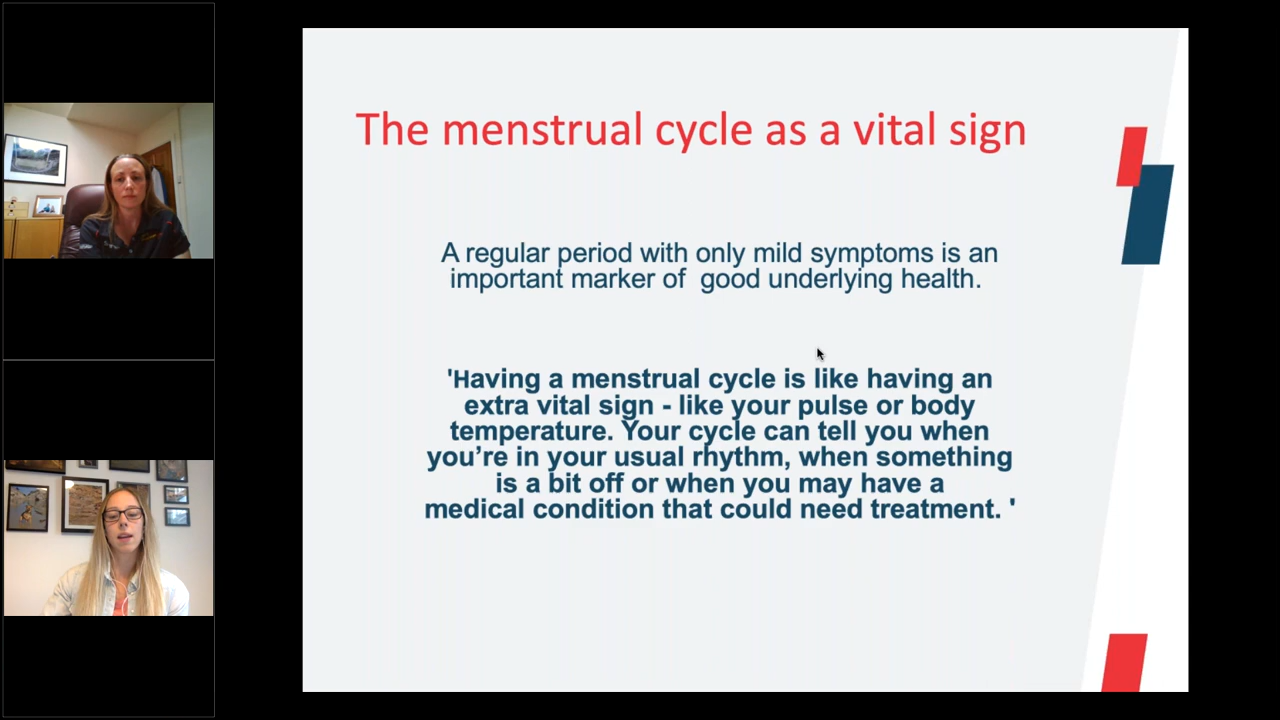 The menstrual cycle as a vital sign
A regular period with only mild symptoms is an
important marker of  good underlying health.
'Having a menstrual cycle is like having an
extra vital sign - like your pulse or body
temperature. Your cycle can tell you when
you’re in your usual rhythm, when something
is a bit off or when you may have a
medical condition that could need treatment. '